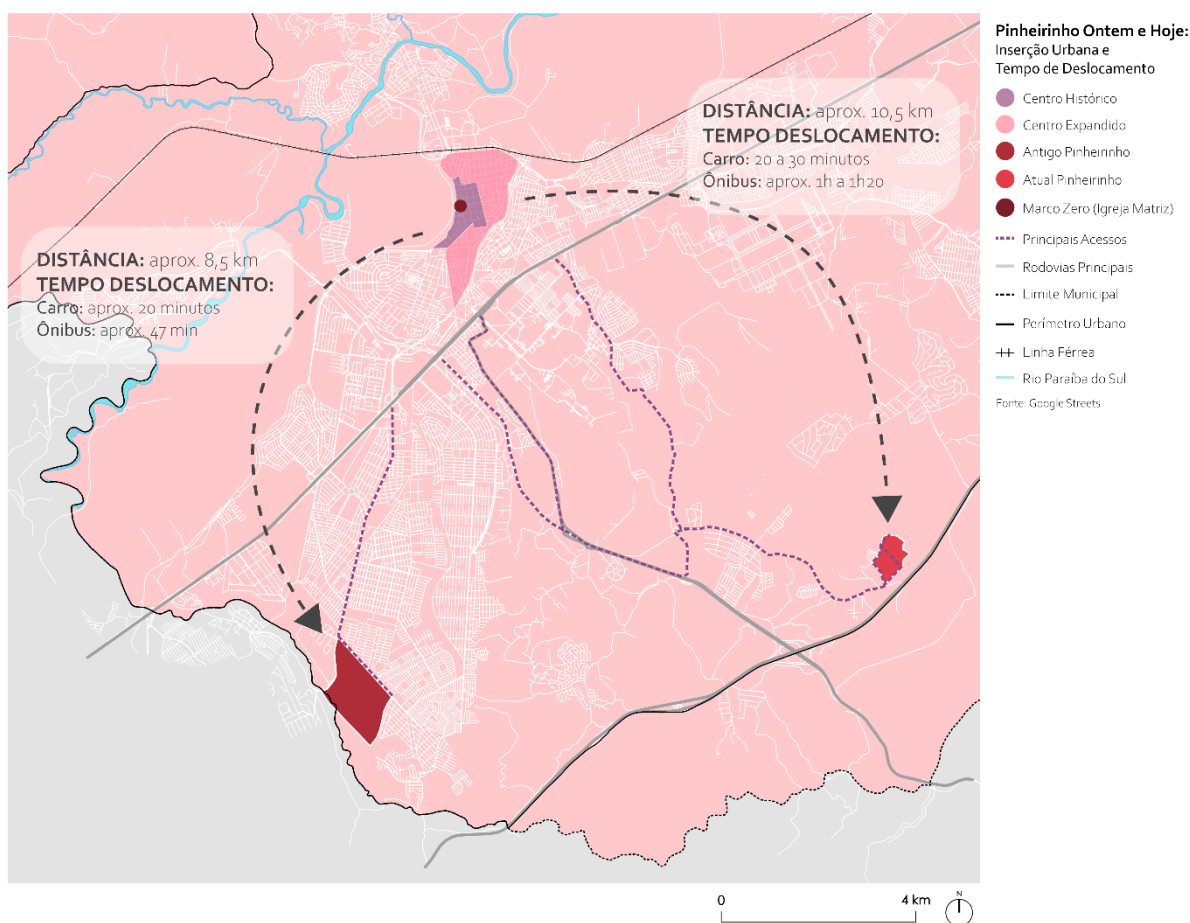 DISTÂNCIA: aprox. 10,5 km
TEMPO DESLOCAMENTO:
Carro: 20 a 30 minutos
Ônibus: aprox. 1h a 1h20
DISTÂNCIA: aprox. 8,5 km
TEMPO DESLOCAMENTO:
Carro: aprox. 20 minutos
Ônibus: aprox. 47 min
Pinheirinho Ontem e Hoje:
Inserção Urbana e
Tempo de Deslocamento
Centro Histórico
Centro Expandido
Antigo Pinheirinho
Atual Pinheirinho
Marco Zero (Igreja Matriz)
Principais Acessos
Rodovias Principais
Limite Municipal
Perímetro Urbano
Linha Férrea
Rio Paraíba do Sul
Fonte: Google Streets
0 4 km
N